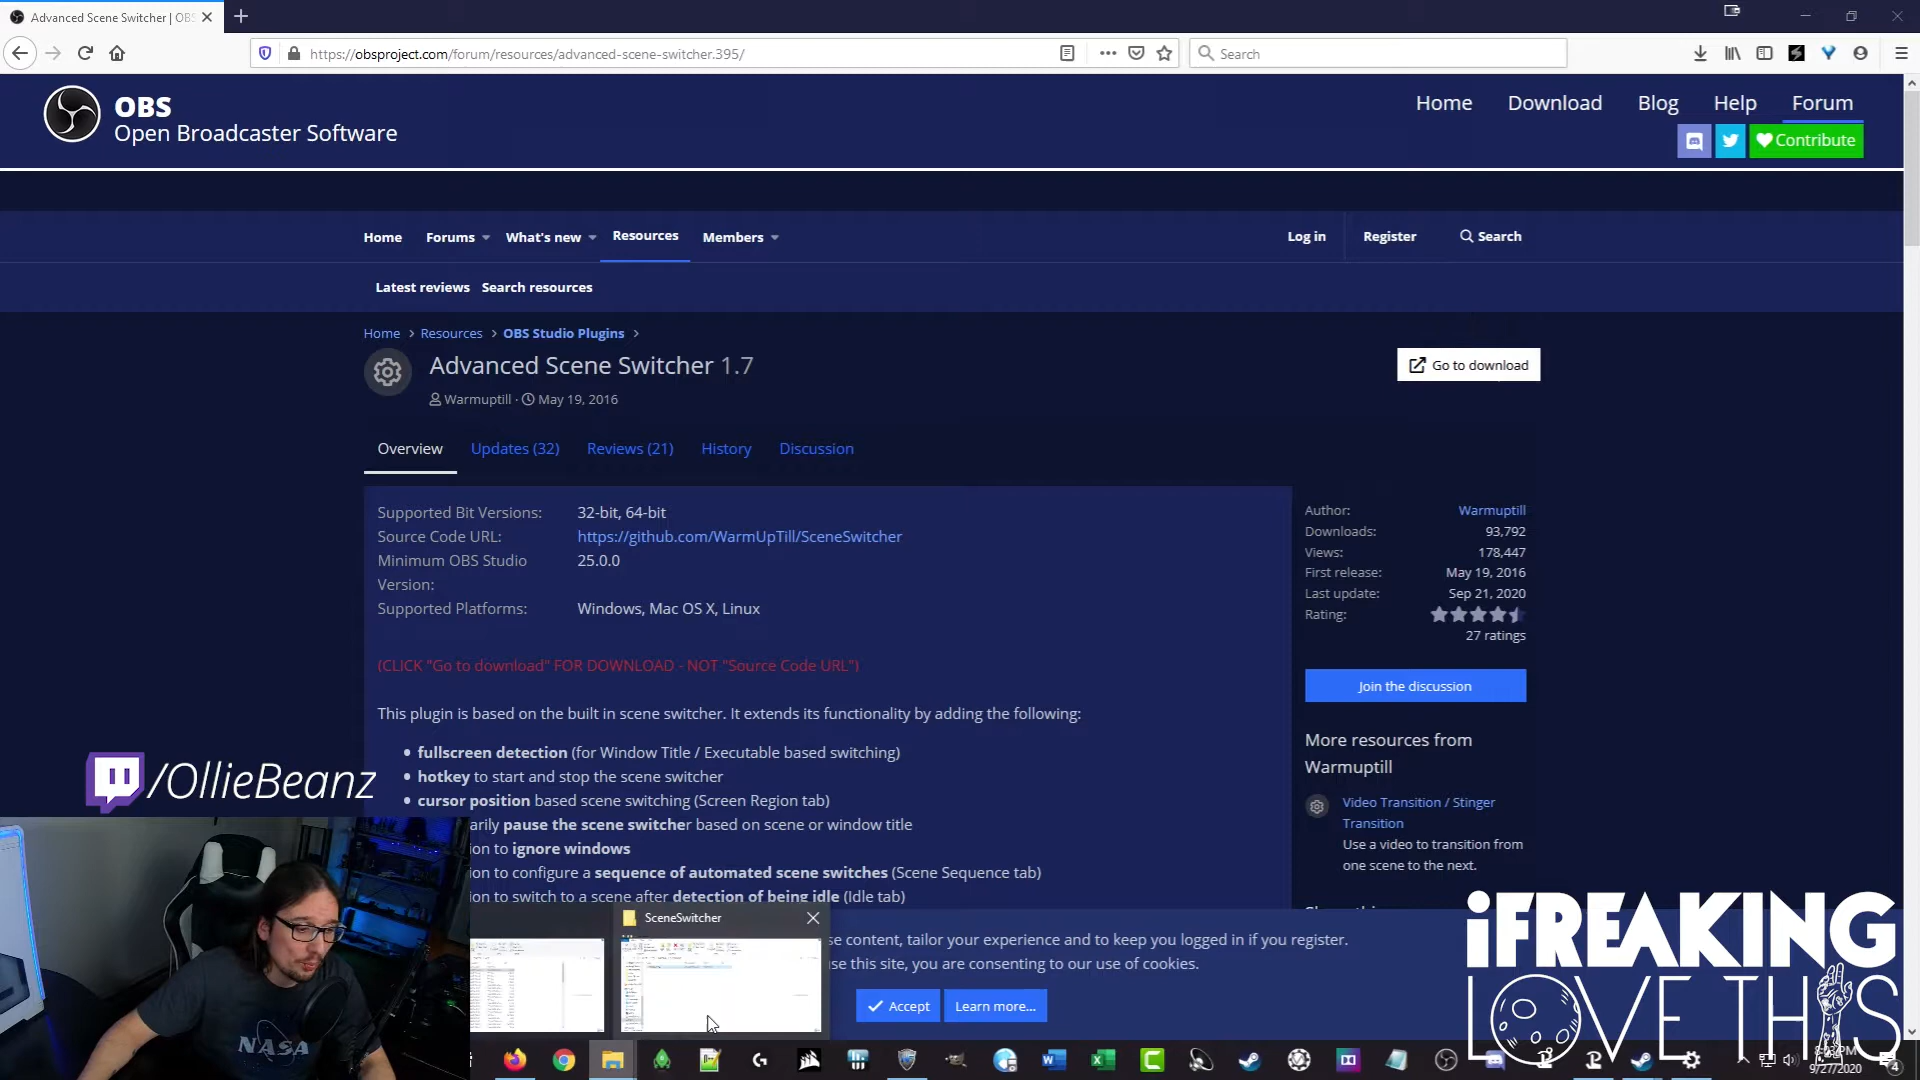 Advanced Scene Switcher | OBS
https://obsproject.com/forum/resources/advanced-scene-switcher.395/
Search
OBS
Open Broadcaster Software
Home
Download
Blog
Help
Forum
Contribute
Home
Forums
What's new
Resources
Members
Log in
Register
Search
Latest reviews
Search resources
Home
Resources
OBS Studio Plugins
Advanced Scene Switcher 1.7
Warmuptill · May 19, 2016
Go to download
Overview
Updates (32)
Reviews (21)
History
Discussion
Supported Bit Versions: 32-bit, 64-bit
Source Code URL: https://github.com/WarmUpTill/SceneSwitcher
Minimum OBS Studio 25.0.0
Version:
Supported Platforms: Windows, Mac OS X, Linux
(CLICK "Go to download" FOR DOWNLOAD - NOT "Source Code URL")
This plugin is based on the built in scene switcher. It extends its functionality by adding the following:
• fullscreen detection (for Window Title / Executable based switching)
• hotkey to start and stop the scene switcher
• cursor position based scene switching (Screen Region tab)
arily pause the scene switcher based on scene or window title
ion to ignore windows
ion to configure a sequence of automated scene switches (Scene Sequence tab)
ion to switch to a scene after detection of being idle (Idle tab)
Author: Warmuptill
Downloads: 93,792
Views: 178,447
First release: May 19, 2016
Last update: Sep 21, 2020
Rating:
27 ratings
Join the discussion
More resources from
Warmuptill
Video Transition / Stinger
Transition
Use a video to transition from
one scene to the next.
/OllieBeanz
NASA
SceneSwitcher
se content, tailor your experience and to keep you logged in if you register.
use this site, you are consenting to our use of cookies.
Accept
Learn more...
iFREAKING
LOVE THIS
9/27/2020
4